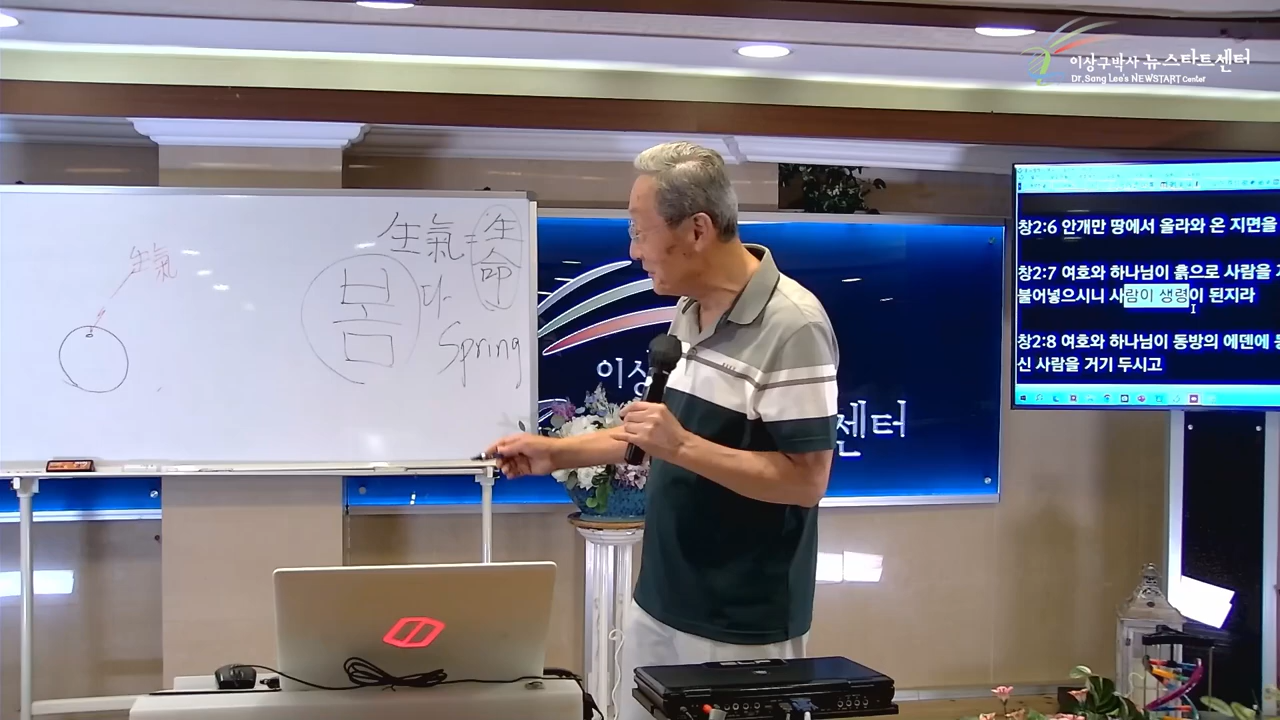 이상구박사 뉴스타트센터
Dr. Sang Lee's NEWSTART Center
生氣
生氣=生命
봄다
Spring
이상
센터
창2:6 안개만 땅에서 올라와 온 지면을
창2:7 여호와 하나님이 흙으로 사람을
불어넣으시니 사람이 생령이 된지라
창2:8 여호와 하나님이 동방의 에덴에
신 사람을 거기 두시고